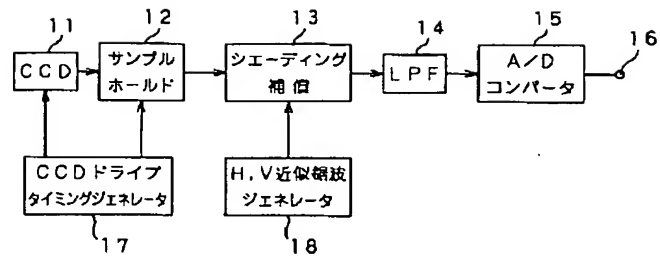 11
12
13
14
15
16
CCD
サンプル
ホールド
シェーディング
補償
LPF
A/D
コンバータ
CCDドライブ
タイミングジェネレータ
H,V近似鋸波
ジェネレータ
17
18